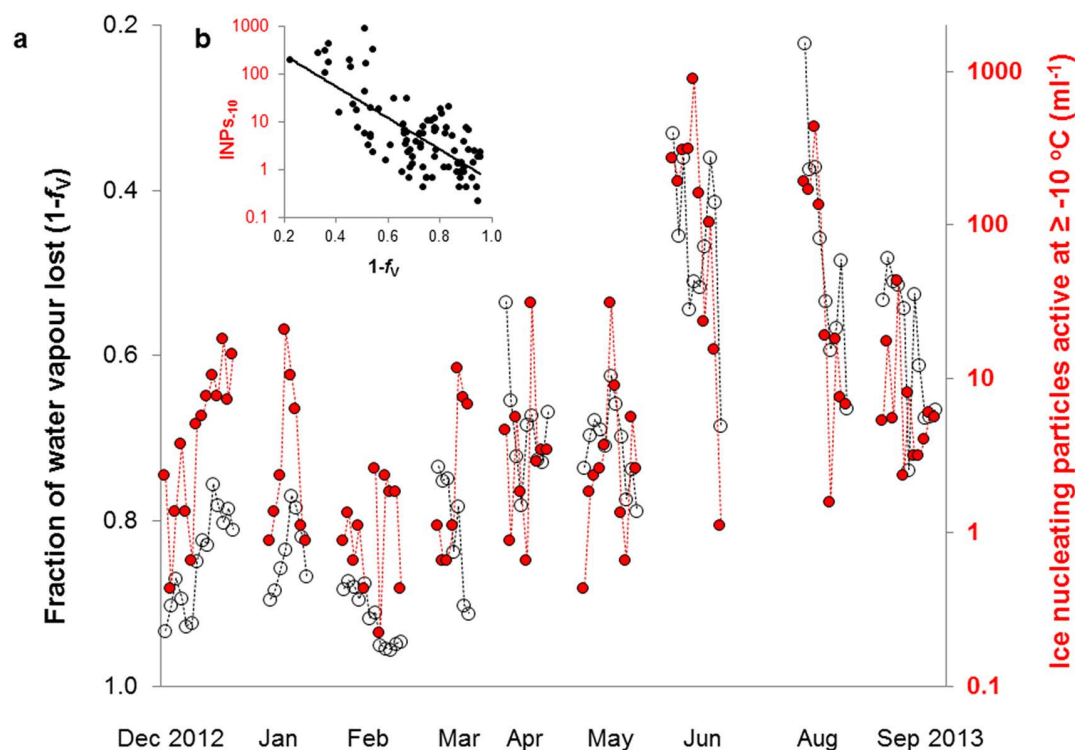 a
Fraction of water vapour lost (1-fV)
0.2
0.4
0.6
0.8
1.0
b
INPs-10
1000
100
10
1
0.1
0.2 0.4 0.6 0.8 1.0
1-fV
1000
100
10
1
0.1
Ice nucleating particles active at ≥ -10 ºC (ml-1)
Dec 2012 Jan Feb Mar Apr May Jun Aug Sep 2013